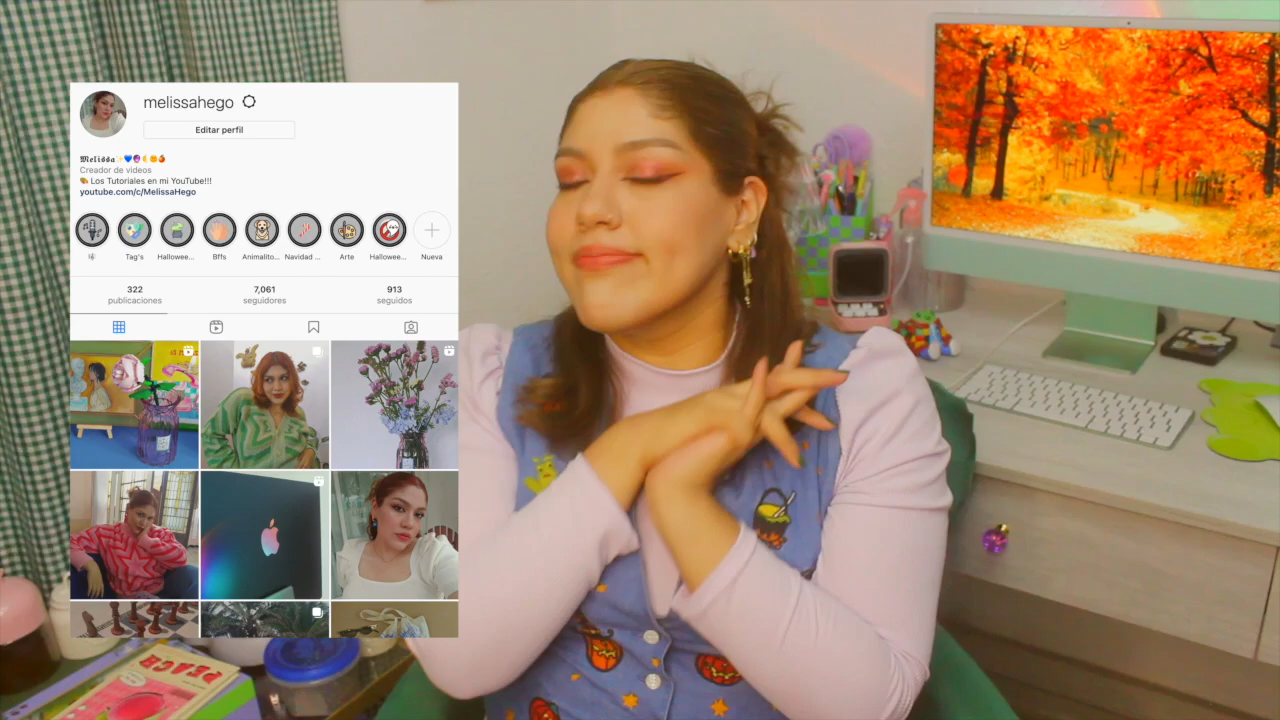 melissahego
Editar perfil
𝕸𝖊𝖑𝖎𝖘𝖘𝖆✨💙🔮🌜🌞🔥
Creador de videos
🎨 Los Tutoriales en mi YouTube!!!
youtube.com/c/MelissaHego
Tag's Hallowee... Bffs Animalito... Navidad ... Arte Hallowee... Nueva
322 7,061 913
publicaciones seguidores seguidos
PEACH